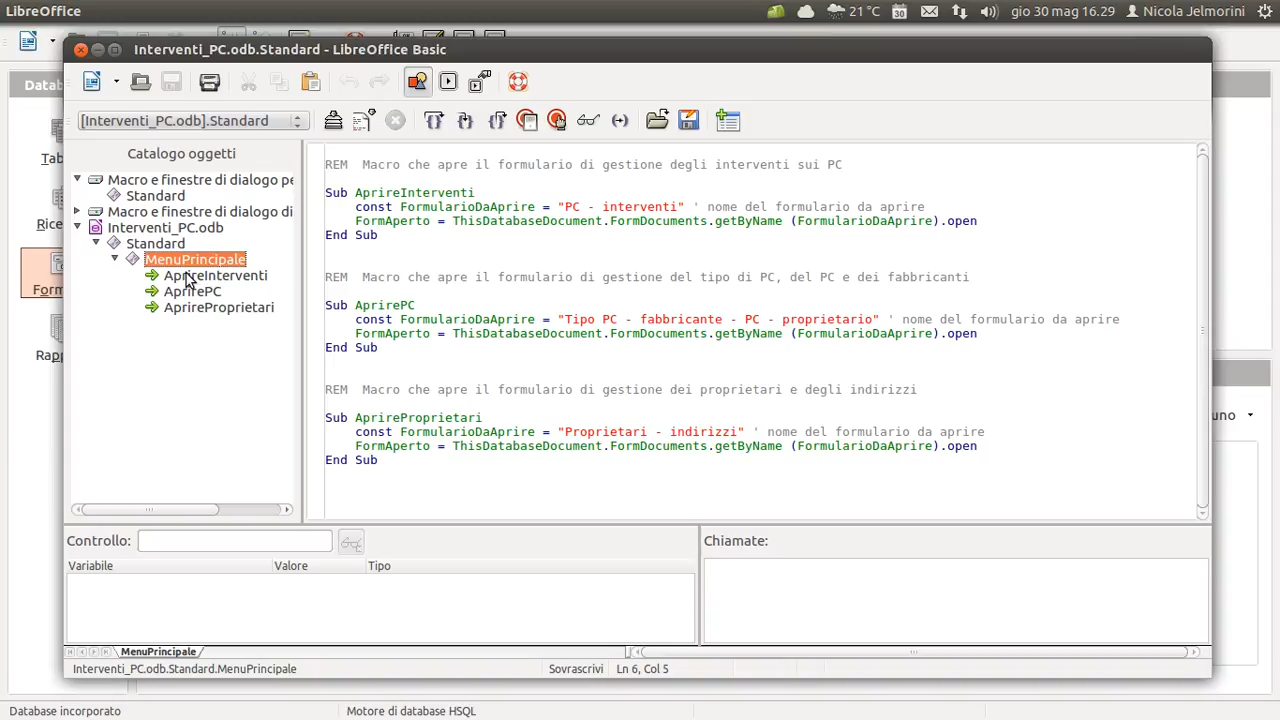 LibreOffice
21 °C
30
gio 30 mag 16.29
Nicola Jelmorini
Interventi_PC.odb.Standard - LibreOffice Basic
[Interventi_PC.odb].Standard
Catalogo oggetti
Macro e finestre di dialogo pe
Standard
Macro e finestre di dialogo di
Interventi_PC.odb
Standard
MenuPrincipale
AprireInterventi
AprirePC
AprireProprietari
REM  Macro che apre il formulario di gestione degli interventi sui PC
Sub AprireInterventi
    const FormularioDaAprire = "PC - interventi" ' nome del formulario da aprire
    FormAperto = ThisDatabaseDocument.FormDocuments.getByName (FormularioDaAprire).open
End Sub
REM  Macro che apre il formulario di gestione del tipo di PC, del PC e dei fabbricanti
Sub AprirePC
    const FormularioDaAprire = "Tipo PC - fabbricante - PC - proprietario" ' nome del formulario da aprire
    FormAperto = ThisDatabaseDocument.FormDocuments.getByName (FormularioDaAprire).open
End Sub
REM  Macro che apre il formulario di gestione dei proprietari e degli indirizzi
Sub AprireProprietari
    const FormularioDaAprire = "Proprietari - indirizzi" ' nome del formulario da aprire
    FormAperto = ThisDatabaseDocument.FormDocuments.getByName (FormularioDaAprire).open
End Sub
Datab
Tab
Rice
Form
Rapp
uno
Controllo:
Variabile Valore Tipo
Chiamate:
MenuPrincipale
Interventi_PC.odb.Standard.MenuPrincipale
Sovrascrivi
Ln 6, Col 5
Database incorporato
Motore di database HSQL